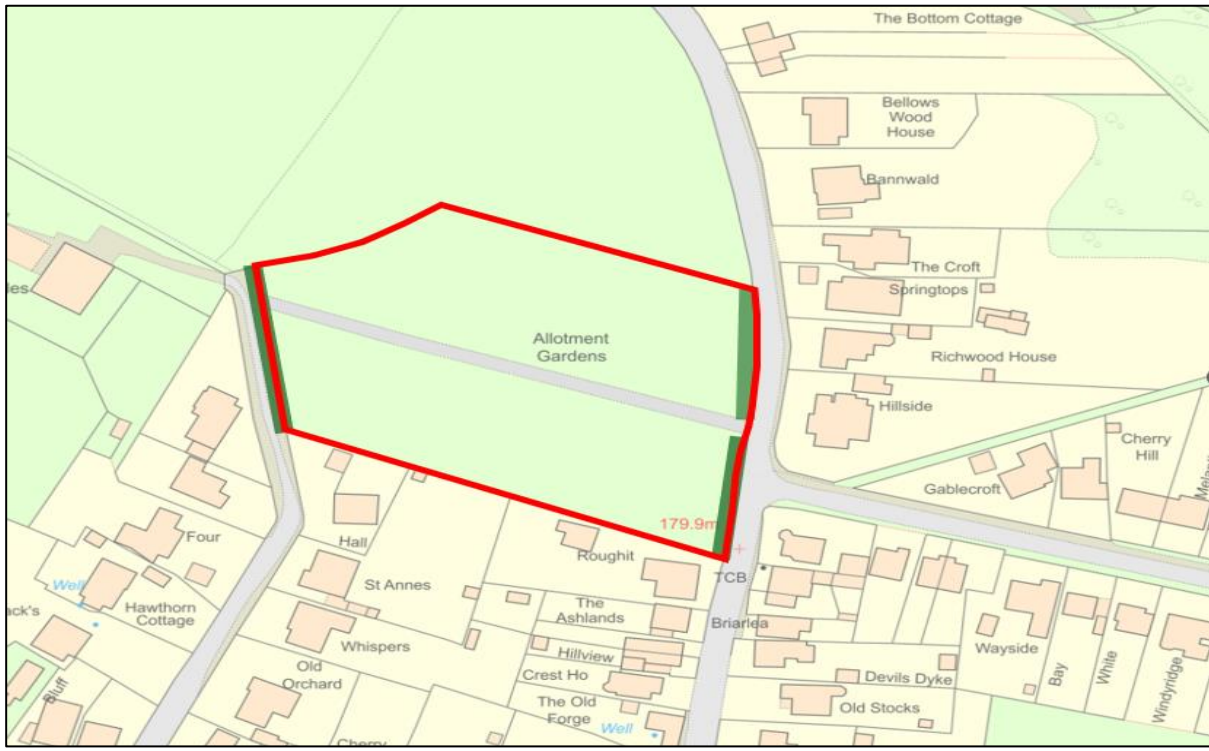 The Bottom Cottage
Bellows
Wood
House
Bannwald
The Croft
Springtops
Allotment
Gardens
Richwood House
Hillside
Cherry
Hill
Gablecroft
179.9m
Four
Hall
Roughit
TCB
St Annes
Well
Hawthorn
Cottage
The
Ashlands
Briarlea
Whispers
Hillview
Wayside
Bay
White
Windyridge
Old
Orchard
Crest Ho
Devils Dyke
Bluff
The Old
Forge
Old Stocks
Well
Cherry